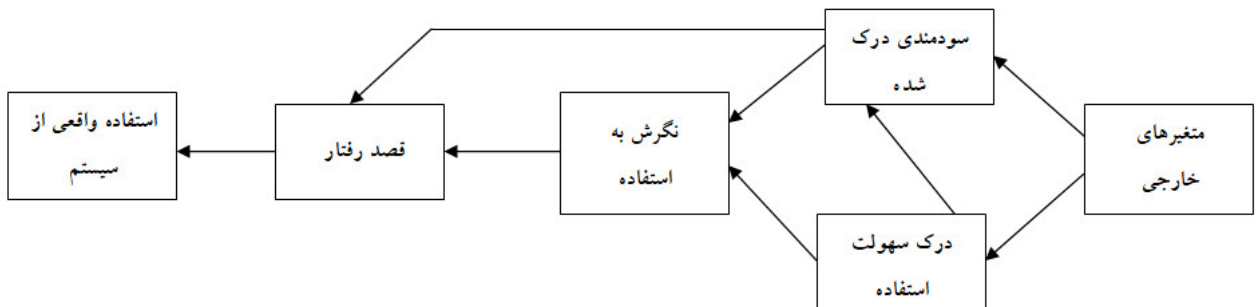 سودمندی درک
شده
متغیرهای
خارجی
درک سهولت
استفاده
نگرش به
استفاده
قصد رفتار
استفاده واقعی از
سیستم